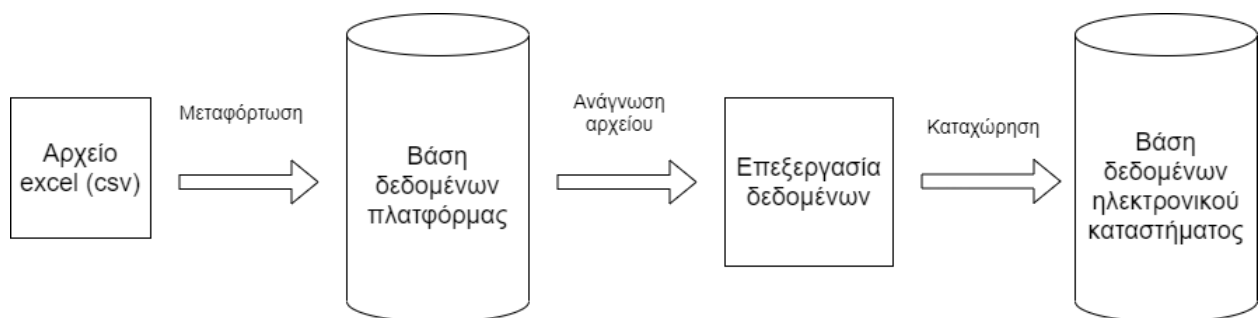 Αρχείο
excel (csv)
Μεταφόρτωση
Βάση
δεδομένων
πλατφόρμας
Ανάγνωση
αρχείου
Επεξεργασία
δεδομένων
Καταχώρηση
Βάση
δεδομένων
ηλεκτρονικού
καταστήματος